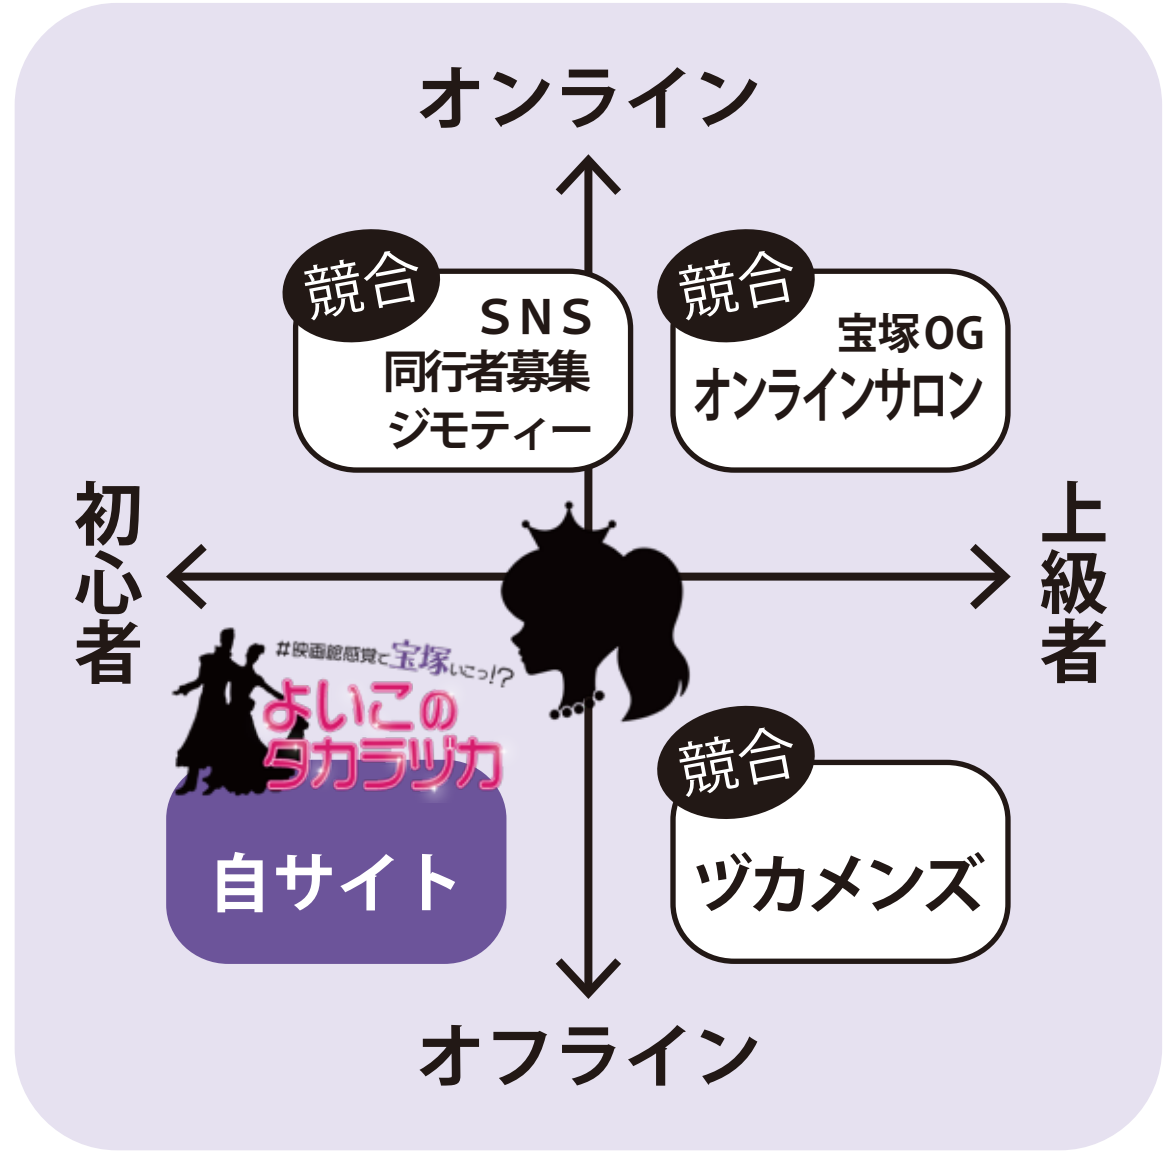 オンライン
競合
SNS
同行者募集
ジモティー
競合
宝塚OG
オンラインサロン
初心者
上級者
#映画館感覚で宝塚いこっ!?
よいこの
タカラヅカ
自サイト
競合
ヅカメンズ
オフライン